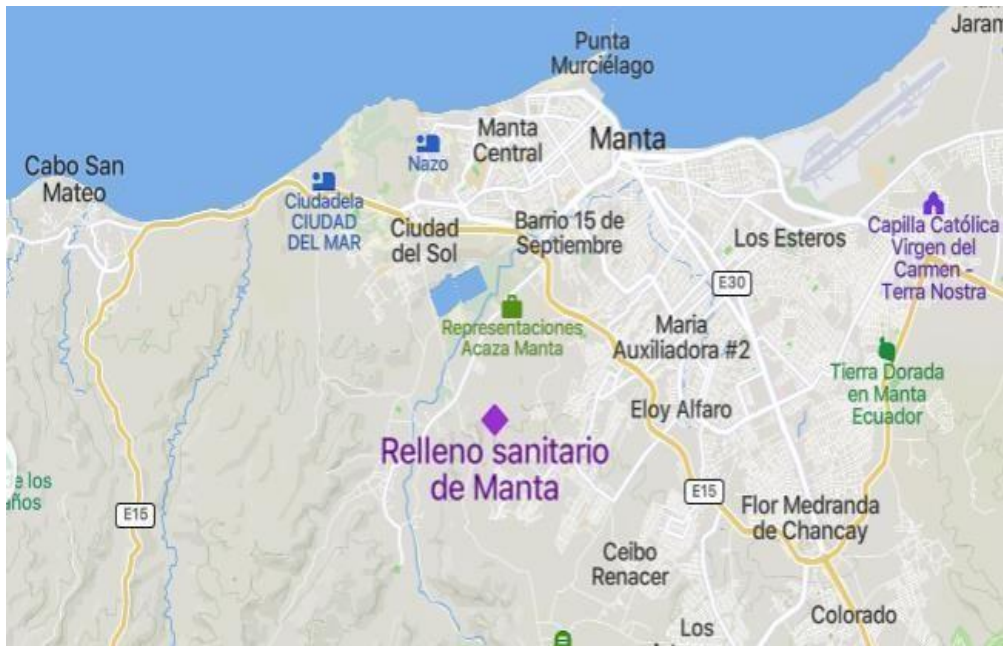 Jaram
Punta
Murciélago
Manta
Central
Manta
Nazo
Cabo San
Mateo
Ciudadela
CIUDAD
DEL MAR
Ciudad
del Sol
Barrio 15 de
Septiembre
Los Esteros
Capilla Católica
Virgen del
Carmen -
Terra Nostra
E30
Representaciones
Acaza Manta
Maria
Auxiliadora #2
Tierra Dorada
en Manta
Ecuador
Eloy Alfaro
Relleno sanitario
de Manta
e los
años
E15
E15
Flor Medranda
de Chancay
Ceibo
Renacer
Colorado
Los